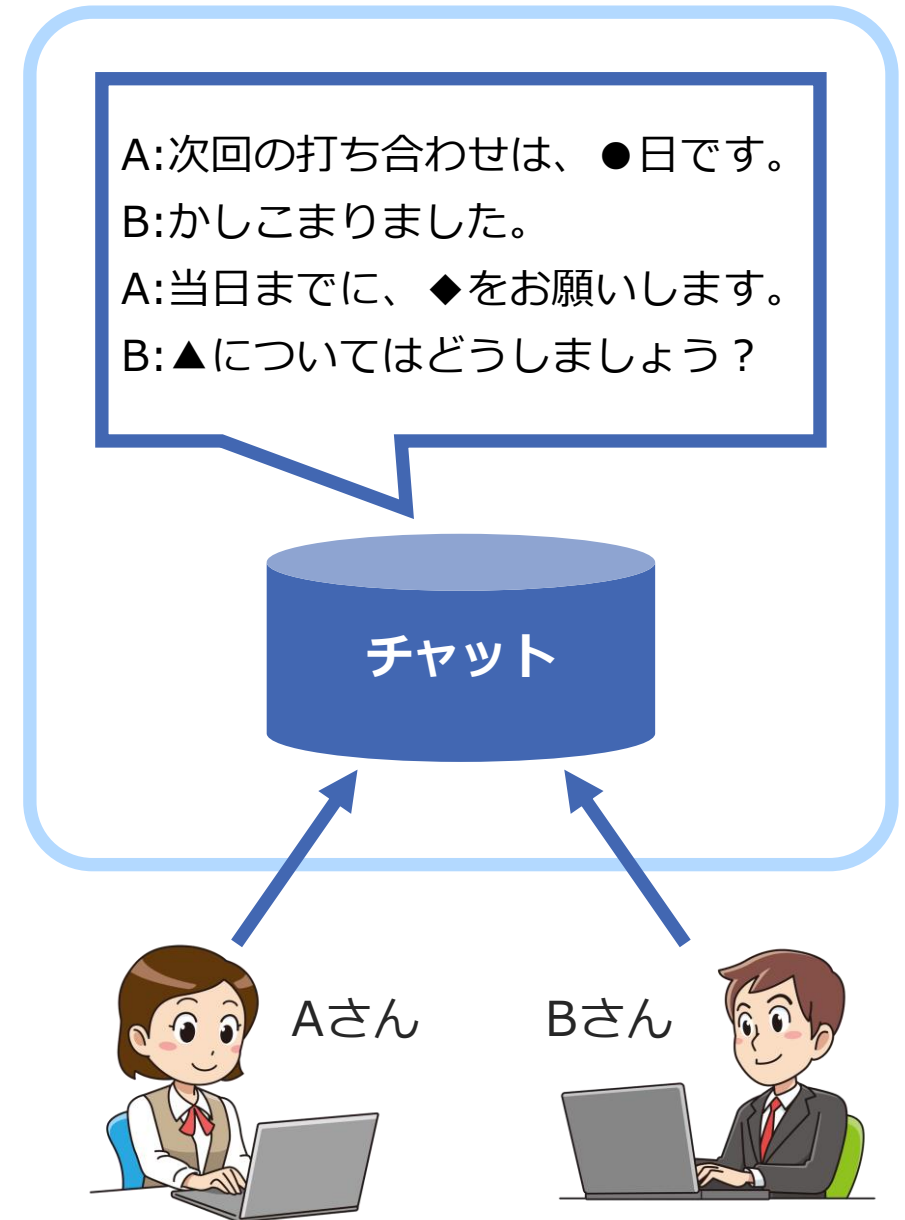 A:次回の打ち合わせは、●日です。
B:かしこまりました。
A:当日までに、◆をお願いします。
B:▲についてはどうしましょう？
チャット
Aさん
Bさん